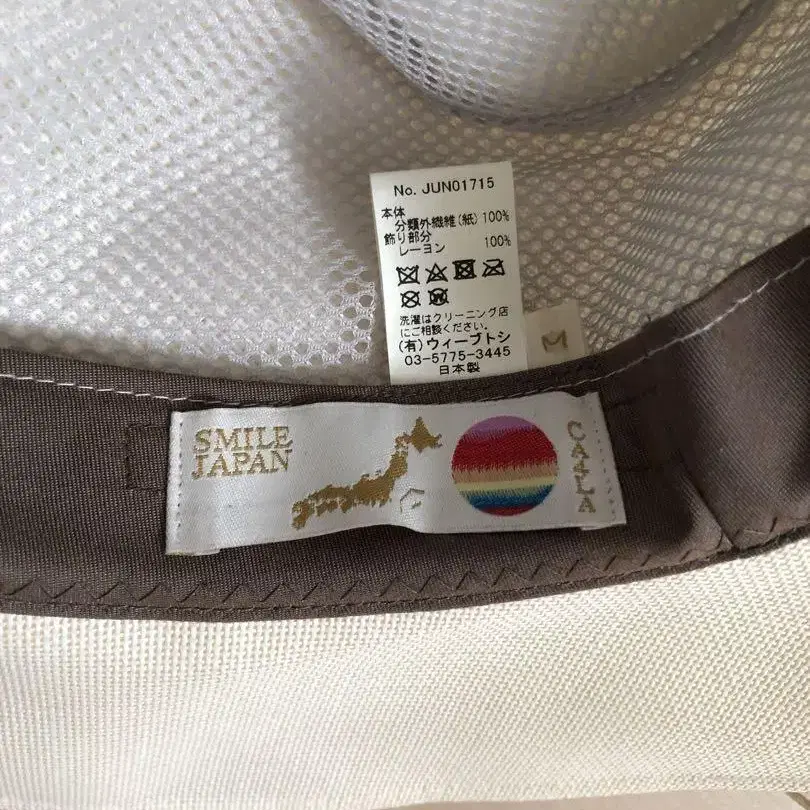 No. JUN01715
本体
分類外繊維(紙) 100%
飾り部分
レーヨン 100%
洗濯はクリーニング店
にご相談ください。
(有)ウィーブトシ
03-5775-3445
日本製
M
SMILE
JAPAN
CA4LA